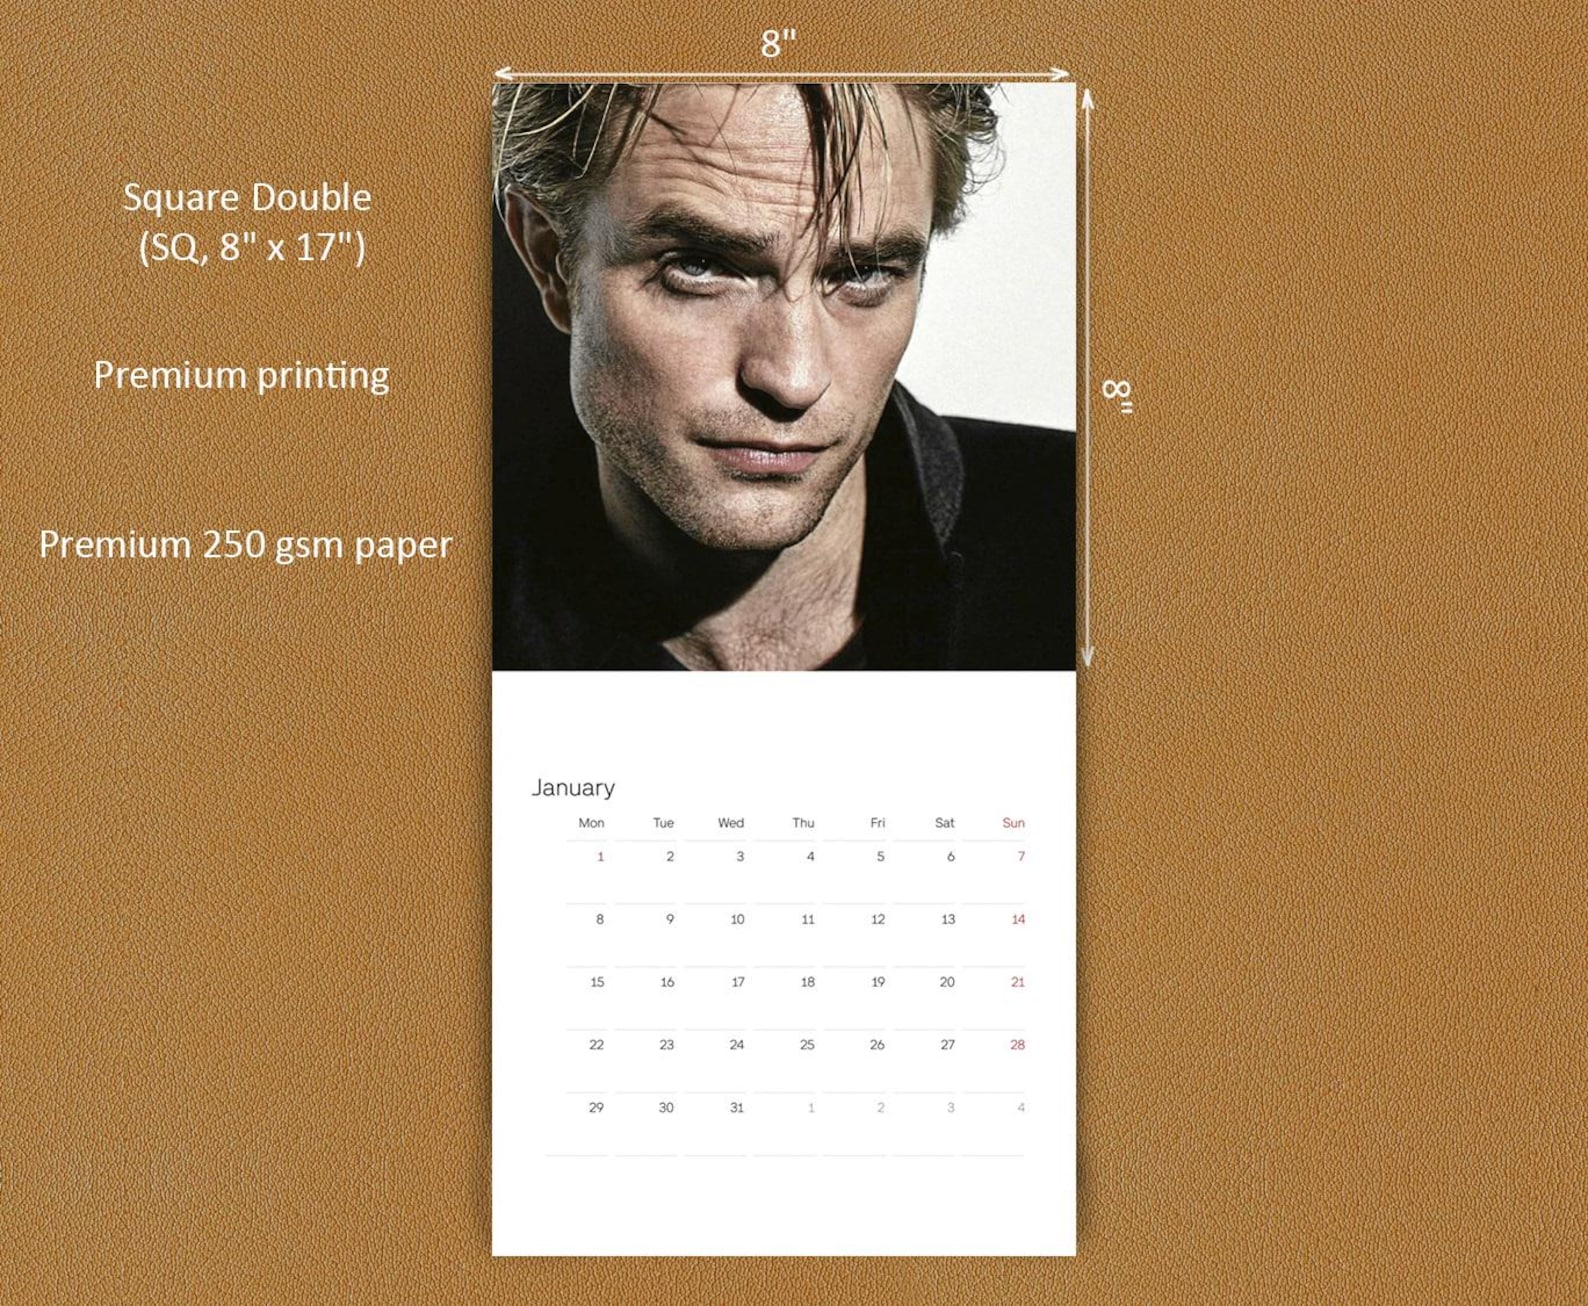 8"
Square Double
(SQ, 8" x 17")
Premium printing
Premium 250 gsm paper
8"
January
Mon Tue Wed Thu Fri Sat Sun
1 2 3 4 5 6 7
8 9 10 11 12 13 14
15 16 17 18 19 20 21
22 23 24 25 26 27 28
29 30 31 1 2 3 4